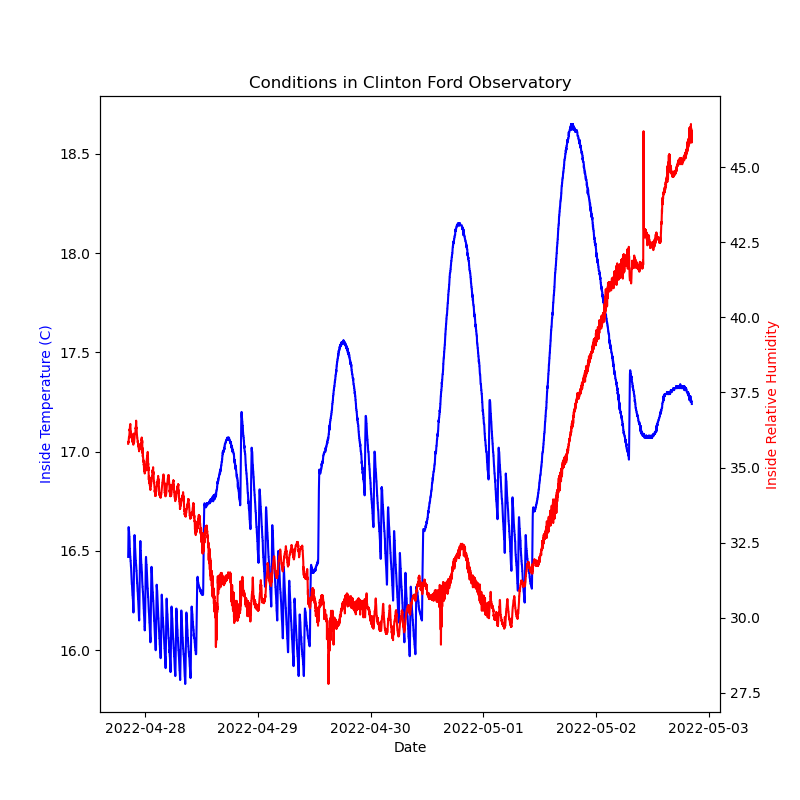 Conditions in Clinton Ford Observatory
18.5
18.0
17.5
17.0
16.5
16.0
Inside Temperature (C)
45.0
42.5
40.0
37.5
35.0
32.5
30.0
27.5
Inside Relative Humidity
2022-04-28 2022-04-29 2022-04-30 2022-05-01 2022-05-02 2022-05-03
Date